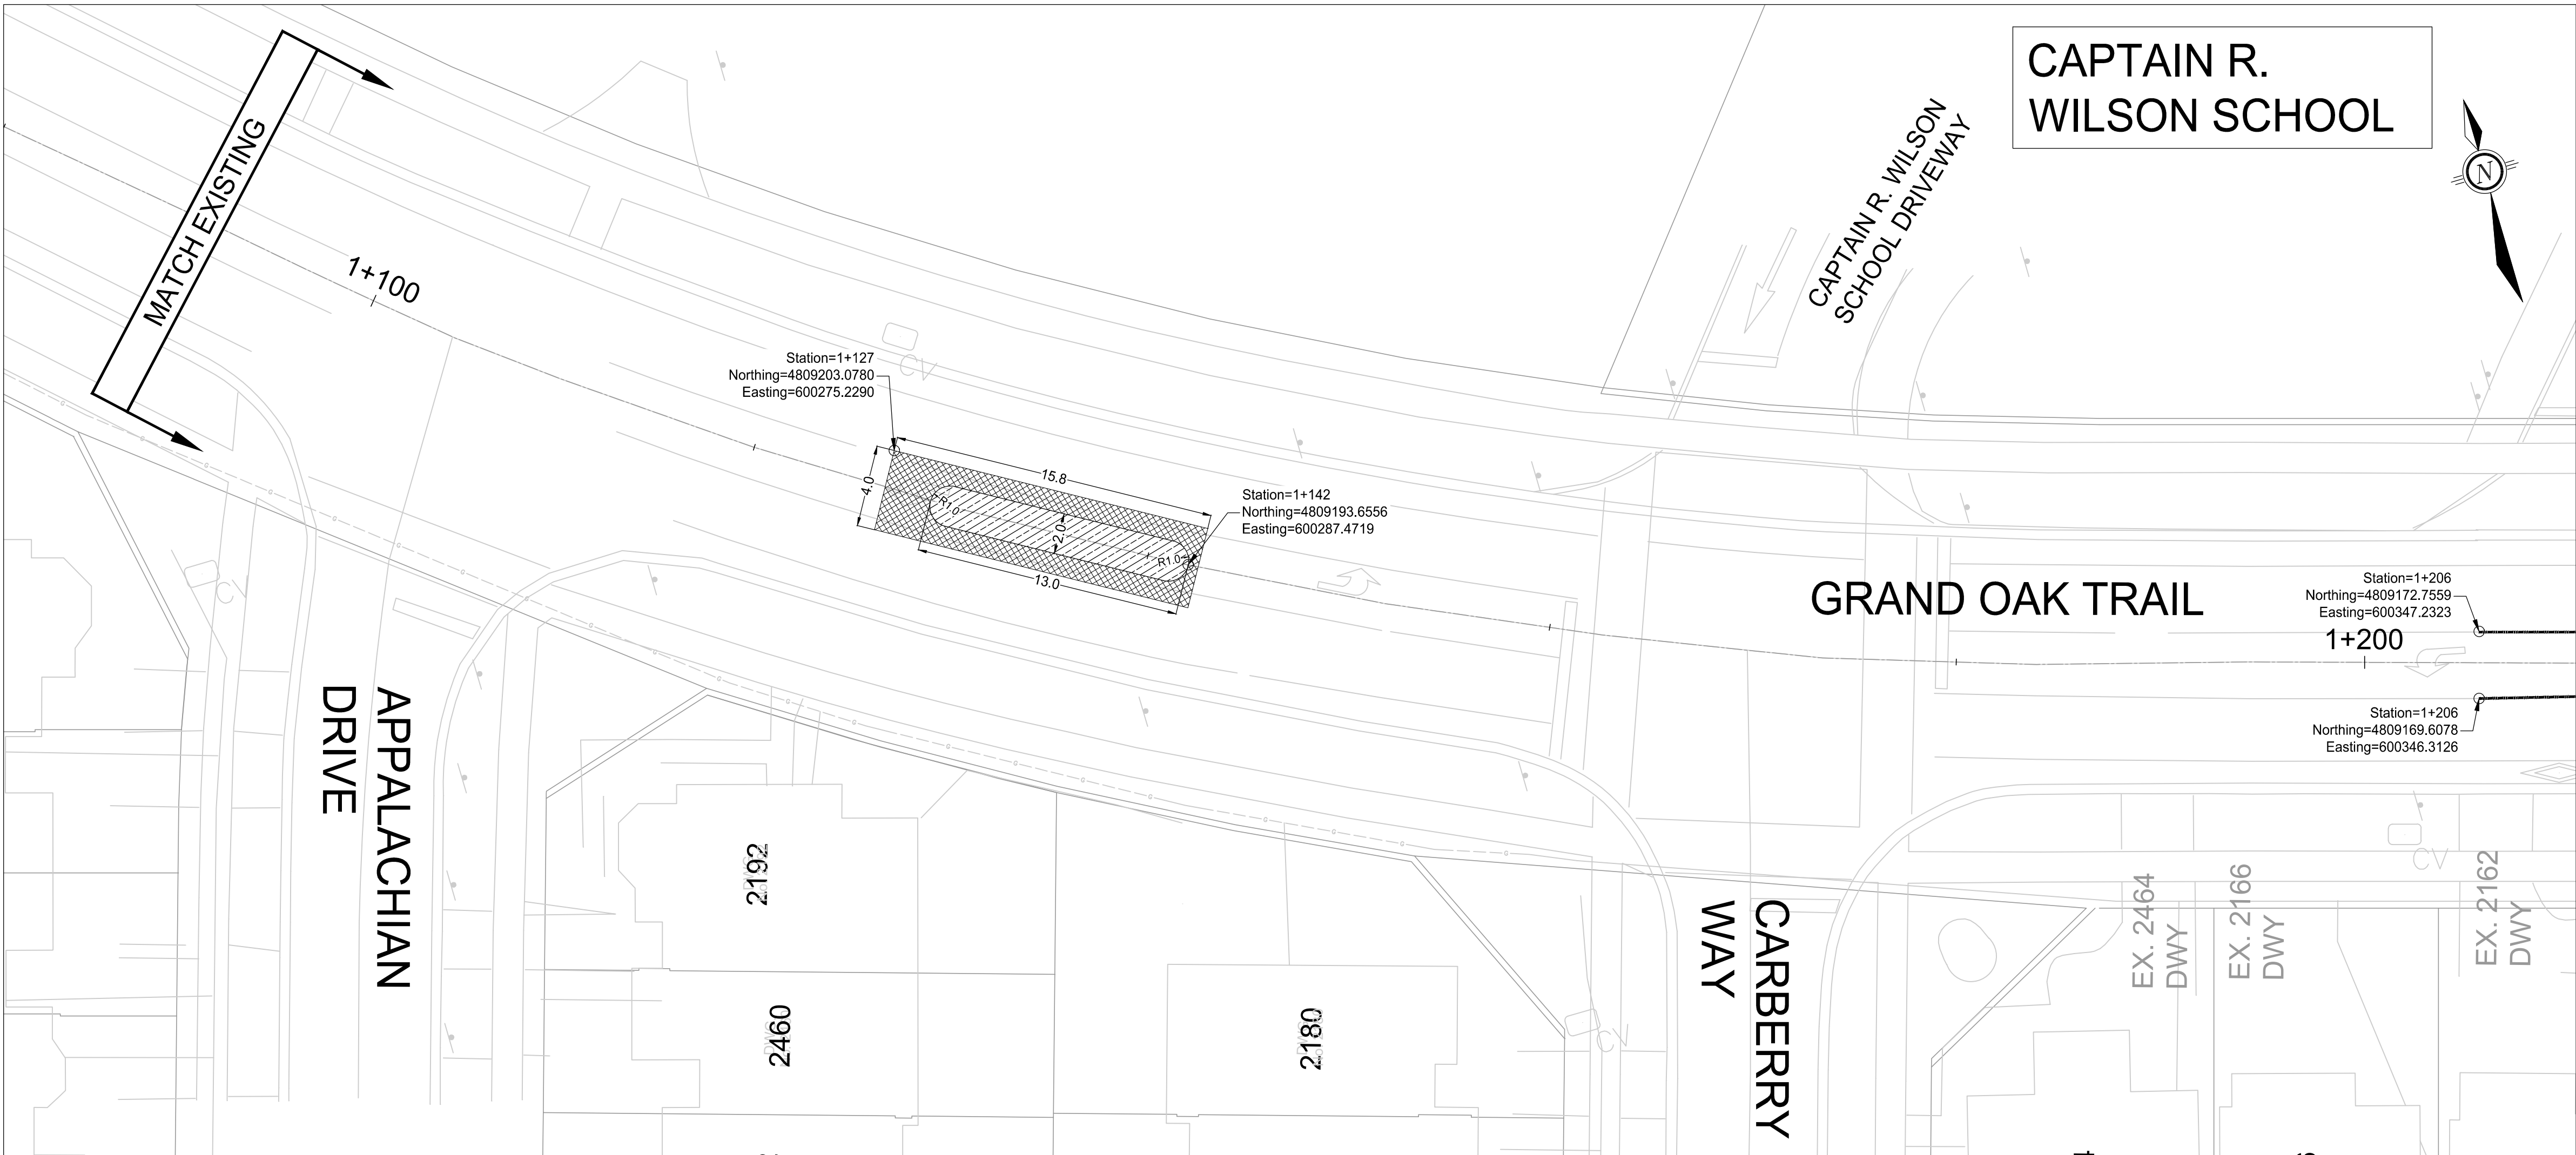 CAPTAIN R.
WILSON SCHOOL
N
CAPTAIN R. WILSON
SCHOOL DRIVEWAY
MATCH EXISTING
1+100
Station=1+127
Northing=4809203.0780
Easting=600275.2290
CV
15.8
4.0
R1.0
2.0
R1.0
13.0
Station=1+142
Northing=4809193.6556
Easting=600287.4719
GRAND OAK TRAIL
Station=1+206
Northing=4809172.7559
Easting=600347.2323
1+200
Station=1+206
Northing=4809169.6078
Easting=600346.3126
CV
APPALACHIAN
DRIVE
2192
2460
2180
CV
CARBERRY
WAY
CV
EX. 2464
DWY
EX. 2166
DWY
EX. 2162
DWY